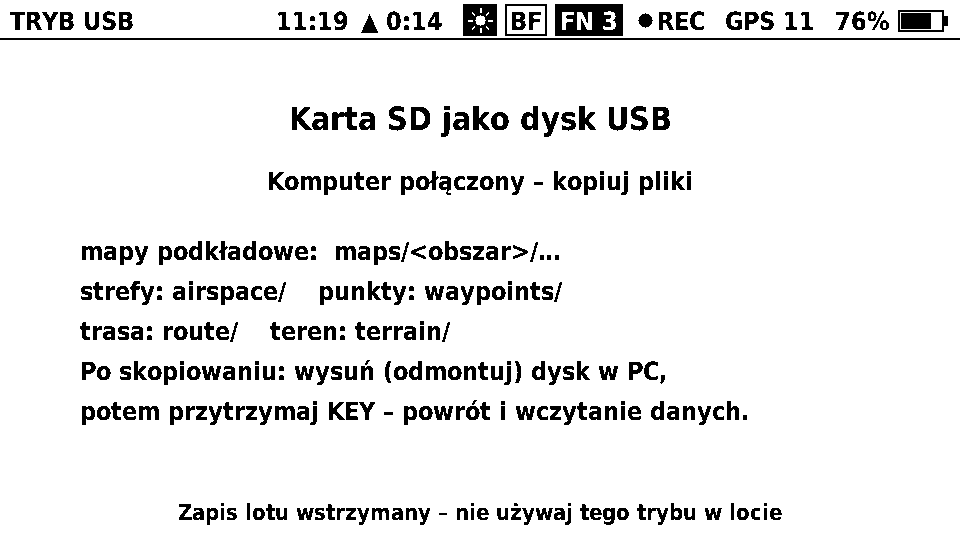 TRYB USB 11:19 ▲ 0:14 BF FN 3 ●REC GPS 11 76%
Karta SD jako dysk USB
Komputer połączony – kopiuj pliki
mapy podkładowe: maps/<obszar>/...
strefy: airspace/ punkty: waypoints/
trasa: route/ teren: terrain/
Po skopiowaniu: wysuń (odmontuj) dysk w PC,
potem przytrzymaj KEY – powrót i wczytanie danych.
Zapis lotu wstrzymany – nie używaj tego trybu w locie